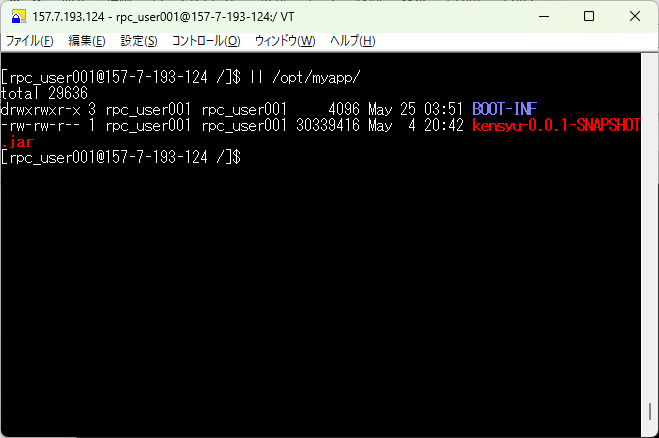 157.7.193.124 - rpc_user001@157-7-193-124:/ VT
ファイル(F) 編集(E) 設定(S) コントロール(O) ウィンドウ(W) ヘルプ(H)
[rpc_user001@157-7-193-124 /]$ ll /opt/myapp/
total 29636
drwxrwxr-x 3 rpc_user001 rpc_user001     4096 May 25 03:51 BOOT-INF
-rw-rw-r-- 1 rpc_user001 rpc_user001 30339416 May  4 20:42 kensyu-0.0.1-SNAPSHOT
.jar
[rpc_user001@157-7-193-124 /]$